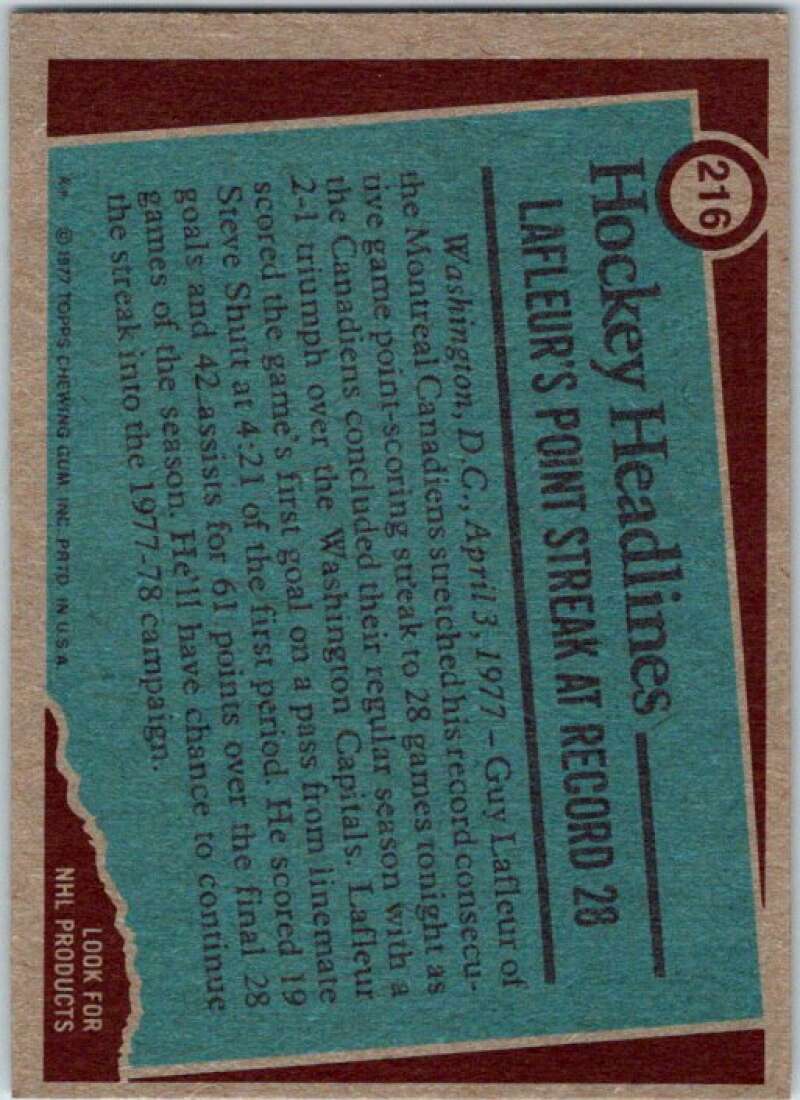 216
Hockey Headlines
LAFLEUR'S POINT STREAK AT RECORD 28
Washington, D.C., April 3, 1977 – Guy Lafleur of
the Montreal Canadiens stretched his record consecu-
tive game point-scoring streak to 28 games tonight as
the Canadiens concluded their regular season with a
2-1 triumph over the Washington Capitals. Lafleur
scored the game's first goal on a pass from linemate
Steve Shutt at 4:21 of the first period. He scored 19
goals and 42 assists for 61 points over the final 28
games of the season. He'll have chance to continue
the streak into the 1977-78 campaign.
© 1977 TOPPS CHEWING GUM, INC. PRTD. IN U.S.A.
LOOK FOR
NHL PRODUCTS